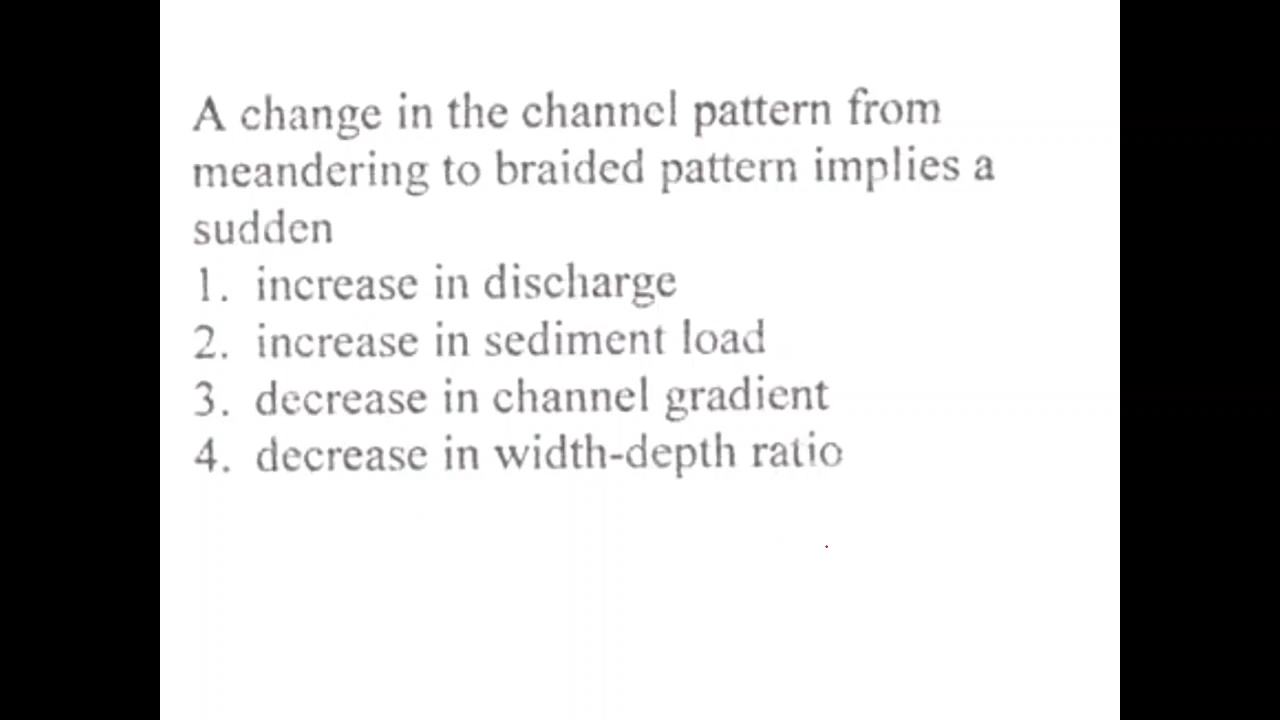 A change in the channel pattern from
meandering to braided pattern implies a
sudden
1. increase in discharge
2. increase in sediment load
3. decrease in channel gradient
4. decrease in width-depth ratio